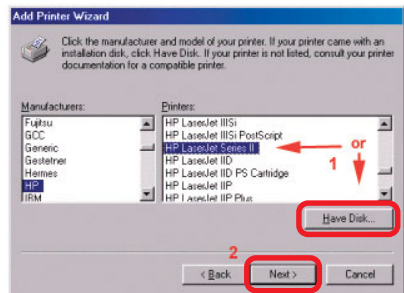 Add Printer Wizard
Click the manufacturer and model of your printer. If your printer came with an
installation disk, click Have Disk. If your printer is not listed, consult your printer
documentation for a compatible printer.
Manufacturers:
Fujitsu
GCC
Generic
Gestetner
Hermes
HP
IBM
Printers:
HP LaserJet IIISi
HP LaserJet IIISi PostScript
HP LaserJet Series II
HP LaserJet IID
HP LaserJet IID PS Cartridge
HP LaserJet IIP
HP LaserJet IIP Plus
or
1
Have Disk...
2
< Back
Next >
Cancel